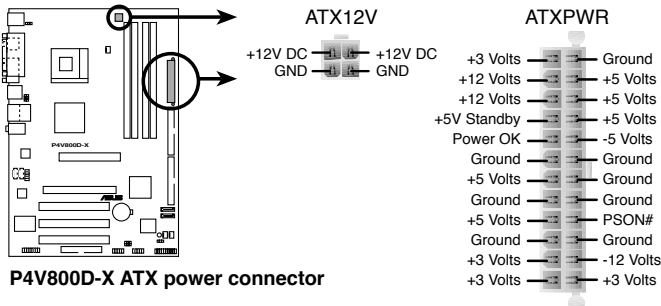 ATX12V
ATXPWR
+12V DC +12V DC
GND GND
+3 Volts Ground
+12 Volts +5 Volts
+12 Volts +5 Volts
+5V Standby +5 Volts
Power OK -5 Volts
Ground Ground
+5 Volts Ground
Ground Ground
+5 Volts PSON#
Ground Ground
+3 Volts -12 Volts
+3 Volts +3 Volts
P4V800D-X
ASUS
P4V800D-X ATX power connector